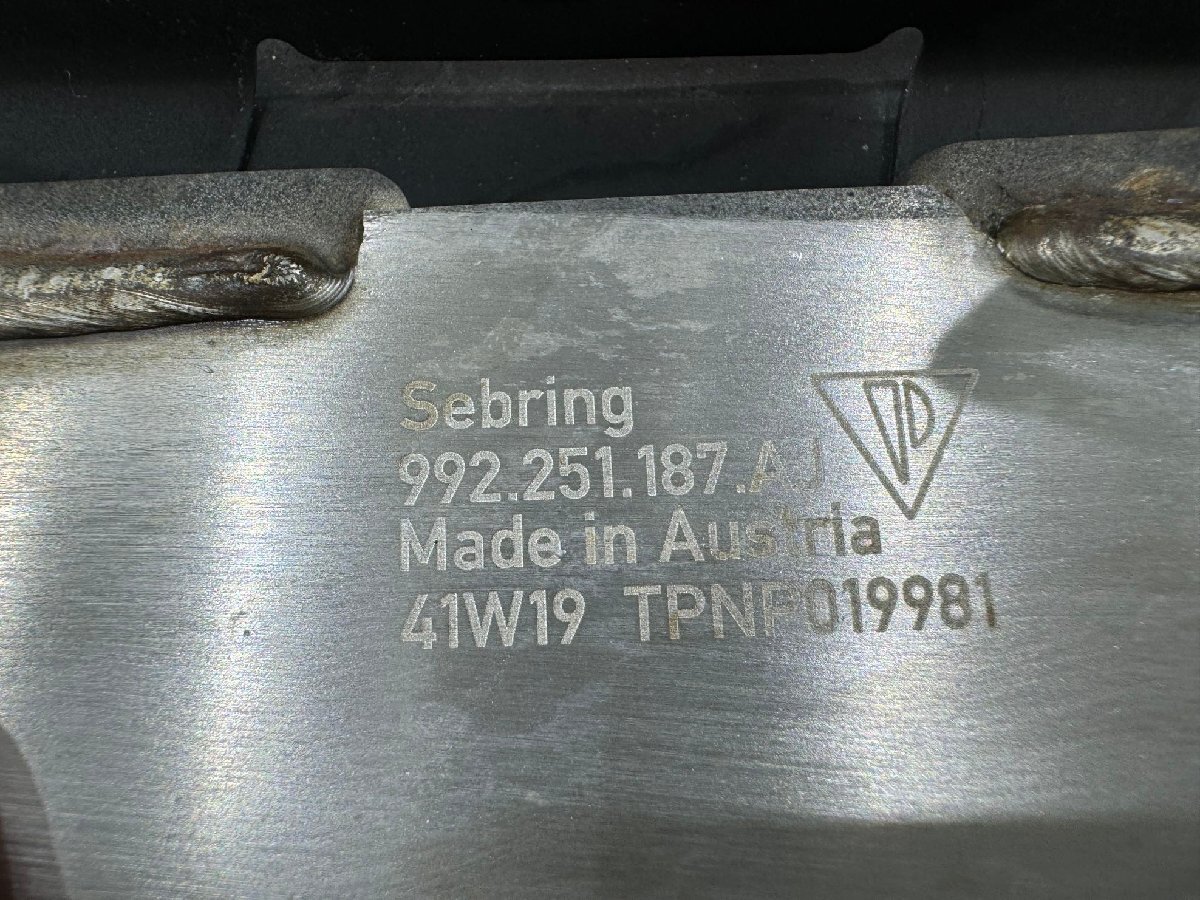 Sebring
992.251.187.AJ
Made in Austria
41W19 TPNP019981